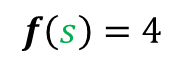 f(s) = 4